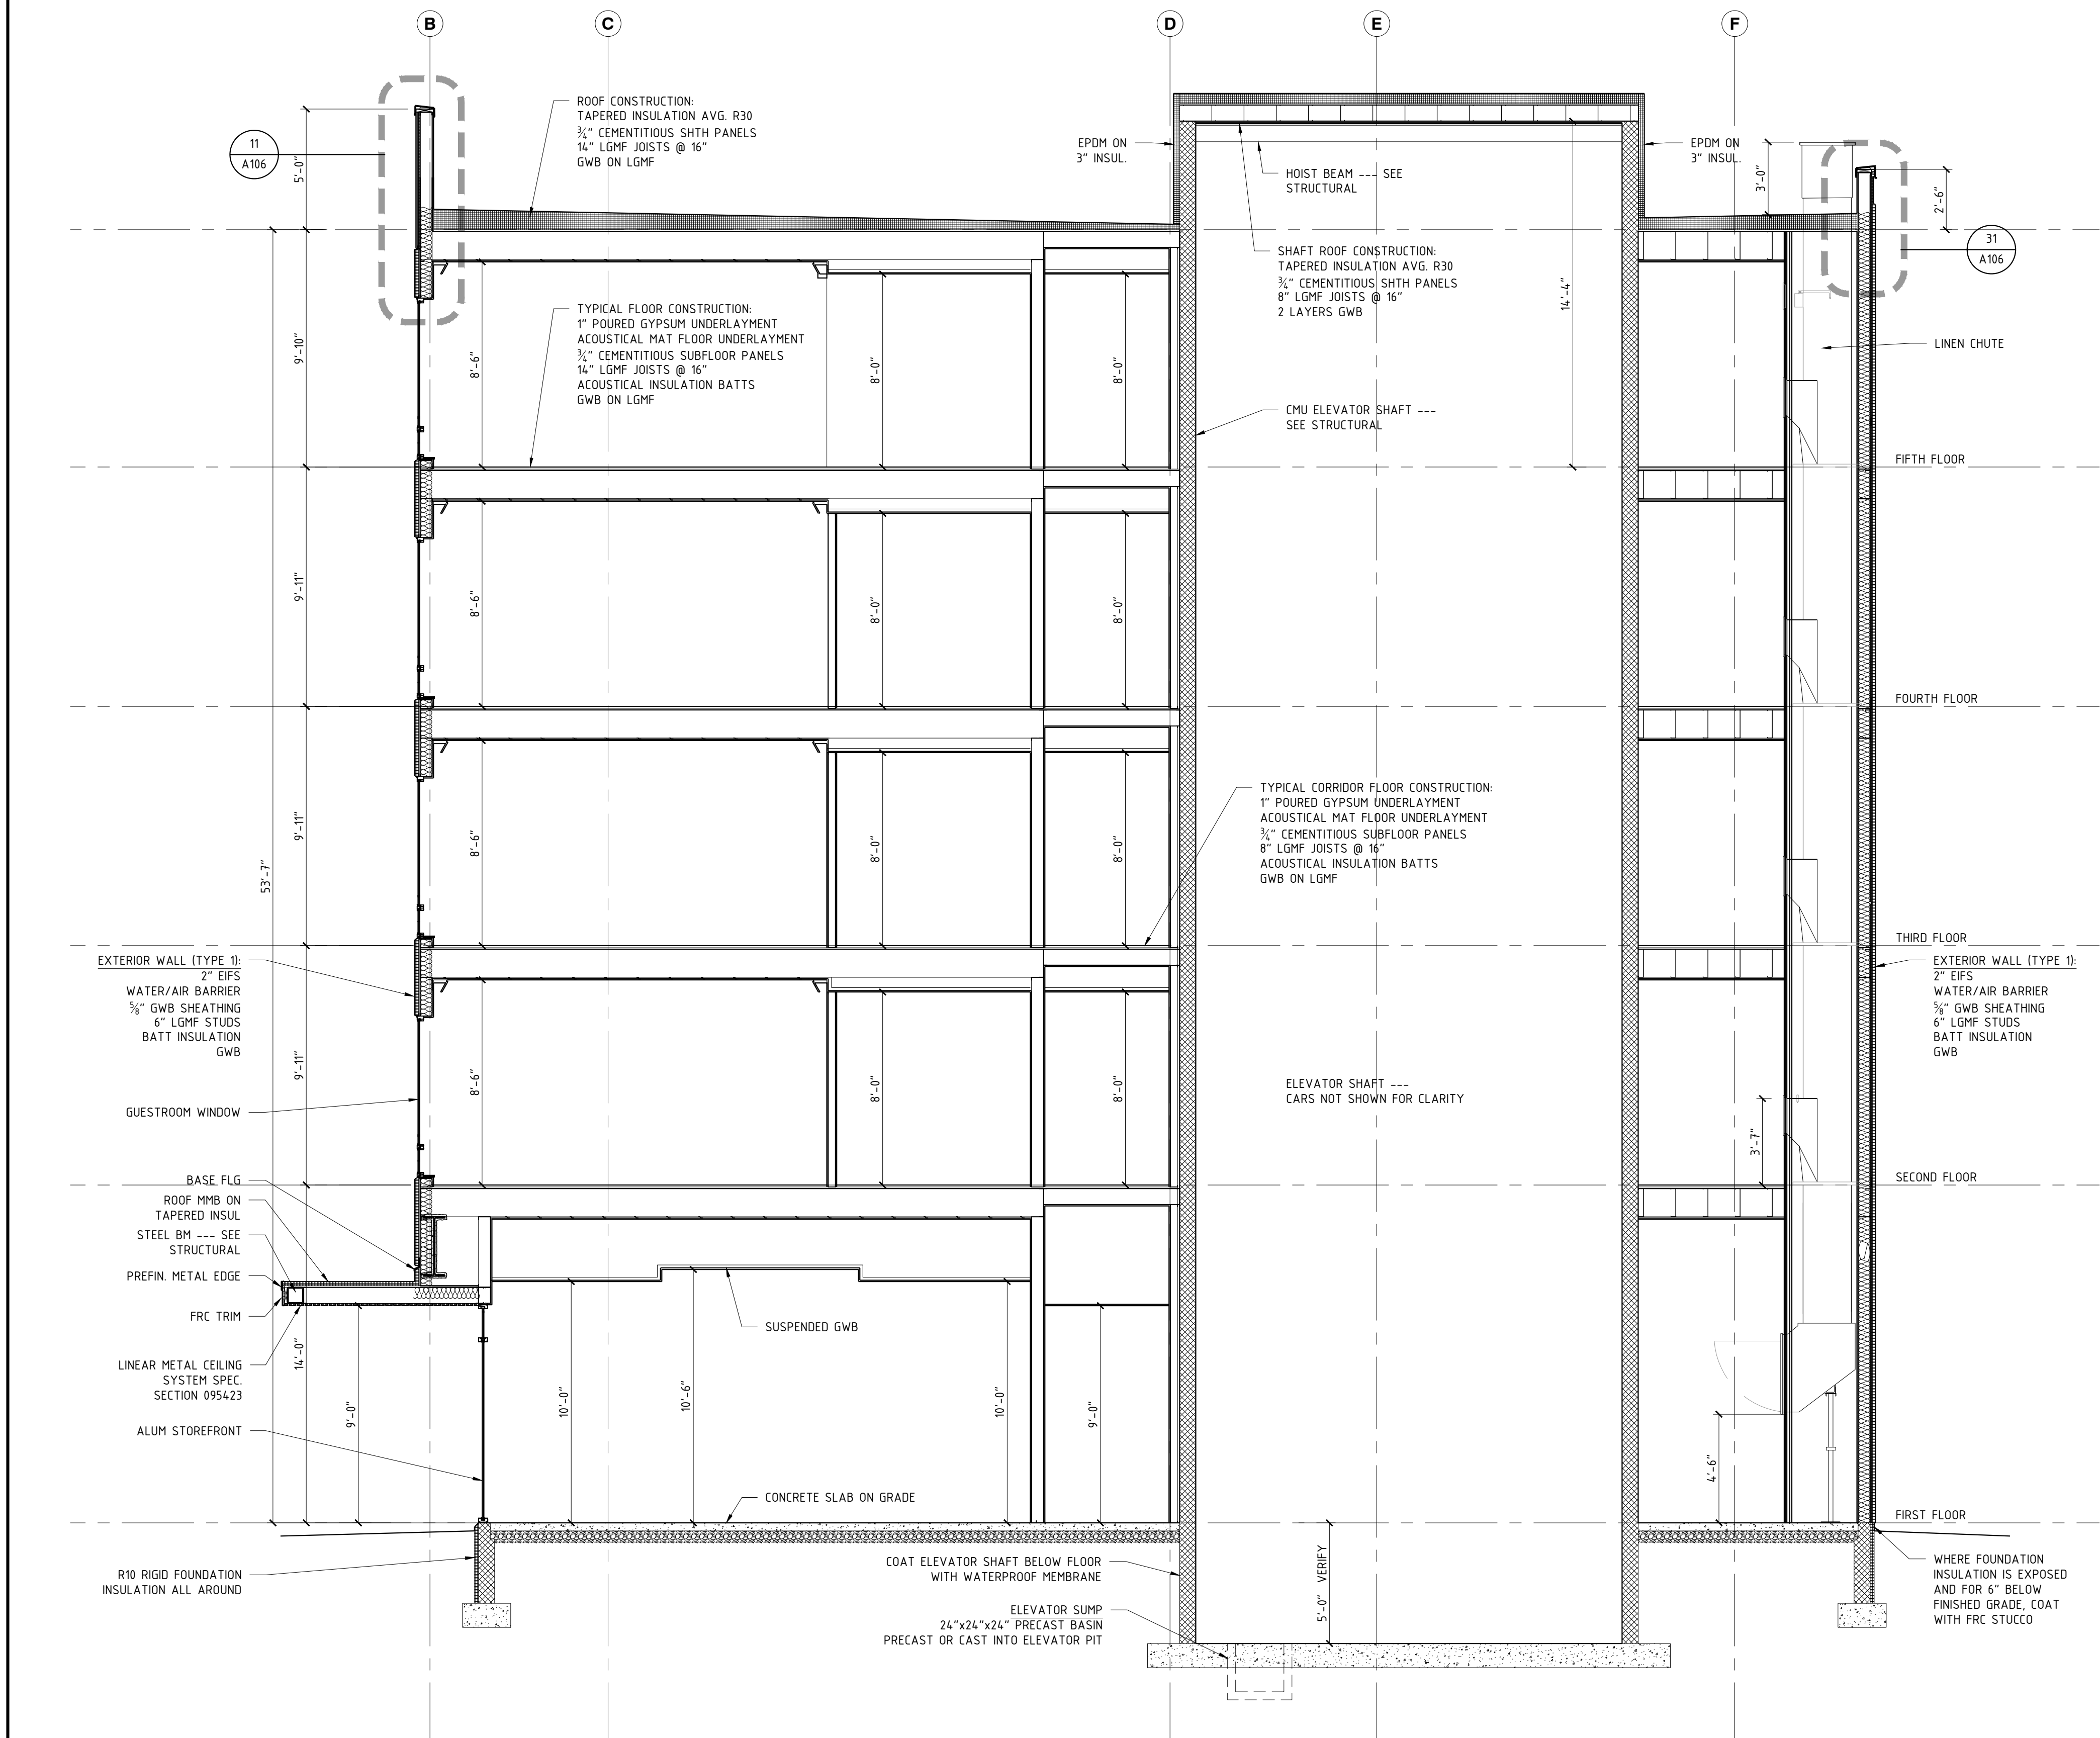 B
C
D
E
F
11
A106
5'-0"
ROOF CONSTRUCTION:
TAPERED INSULATION AVG. R30
¾" CEMENTITIOUS SHTH PANELS
14" LGMF JOISTS @ 16"
GWB ON LGMF
EPDM ON
3" INSUL.
HOIST BEAM --- SEE
STRUCTURAL
EPDM ON
3" INSUL.
3'-0"
2'-6"
31
A106
SHAFT ROOF CONSTRUCTION:
TAPERED INSULATION AVG. R30
¾" CEMENTITIOUS SHTH PANELS
8" LGMF JOISTS @ 16"
2 LAYERS GWB
14'-4"
TYPICAL FLOOR CONSTRUCTION:
1" POURED GYPSUM UNDERLAYMENT
ACOUSTICAL MAT FLOOR UNDERLAYMENT
¾" CEMENTITIOUS SUBFLOOR PANELS
14" LGMF JOISTS @ 16"
ACOUSTICAL INSULATION BATTS
GWB ON LGMF
9'-10"
8'-6"
8'-0"
8'-0"
LINEN CHUTE
CMU ELEVATOR SHAFT ---
SEE STRUCTURAL
FIFTH FLOOR
9'-11"
8'-6"
8'-0"
8'-0"
FOURTH FLOOR
53'-7"
9'-11"
8'-6"
8'-0"
8'-0"
TYPICAL CORRIDOR FLOOR CONSTRUCTION:
1" POURED GYPSUM UNDERLAYMENT
ACOUSTICAL MAT FLOOR UNDERLAYMENT
¾" CEMENTITIOUS SUBFLOOR PANELS
8" LGMF JOISTS @ 16"
ACOUSTICAL INSULATION BATTS
GWB ON LGMF
THIRD FLOOR
EXTERIOR WALL (TYPE 1):
2" EIFS
WATER/AIR BARRIER
⅝" GWB SHEATHING
6" LGMF STUDS
BATT INSULATION
GWB
EXTERIOR WALL (TYPE 1):
2" EIFS
WATER/AIR BARRIER
⅝" GWB SHEATHING
6" LGMF STUDS
BATT INSULATION
GWB
9'-11"
8'-6"
8'-0"
8'-0"
ELEVATOR SHAFT ---
CARS NOT SHOWN FOR CLARITY
GUESTROOM WINDOW
3'-7"
SECOND FLOOR
BASE FLG
ROOF MMB ON
TAPERED INSUL
STEEL BM --- SEE
STRUCTURAL
PREFIN. METAL EDGE
FRC TRIM
LINEAR METAL CEILING
SYSTEM SPEC.
SECTION 095423
ALUM STOREFRONT
14'-0"
9'-0"
SUSPENDED GWB
10'-0"
10'-6"
10'-0"
9'-0"
4'-6"
CONCRETE SLAB ON GRADE
FIRST FLOOR
R10 RIGID FOUNDATION
INSULATION ALL AROUND
COAT ELEVATOR SHAFT BELOW FLOOR
WITH WATERPROOF MEMBRANE
ELEVATOR SUMP
24"x24"x24" PRECAST BASIN
PRECAST OR CAST INTO ELEVATOR PIT
5'-0" VERIFY
WHERE FOUNDATION
INSULATION IS EXPOSED
AND FOR 6" BELOW
FINISHED GRADE, COAT
WITH FRC STUCCO